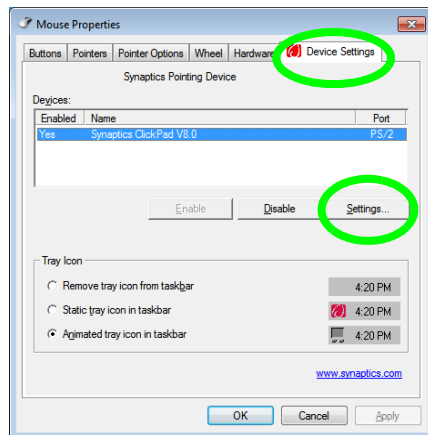 Mouse Properties
Buttons Pointers Pointer Options Wheel Hardware Device Settings
Synaptics Pointing Device
Devices:
Enabled Name Port
Yes Synaptics ClickPad V8.0 PS/2
Enable Disable Settings...
Tray Icon
Remove tray icon from taskbar 4:20 PM
Static tray icon in taskbar 4:20 PM
Animated tray icon in taskbar 4:20 PM
www.synaptics.com
OK Cancel Apply